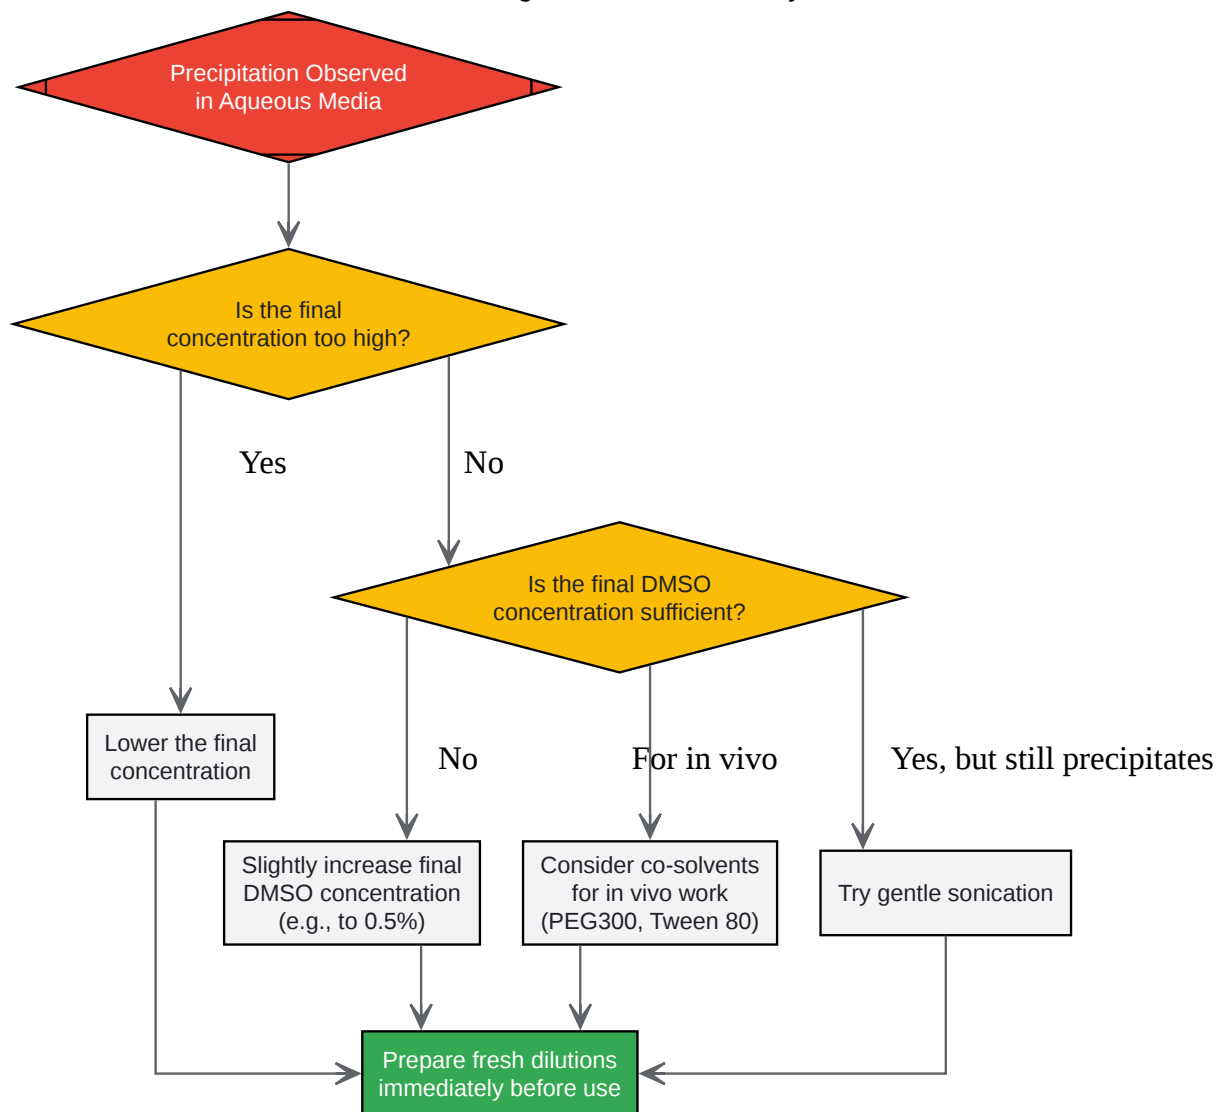 Precipitation Observed
in Aqueous Media
Is the final
concentration too high?
Yes
No
Is the final DMSO
concentration sufficient?
Lower the final
concentration
No
For in vivo
Yes, but still precipitates
Slightly increase final
DMSO concentration
(e.g., to 0.5%)
Consider co-solvents
for in vivo work
(PEG300, Tween 80)
Try gentle sonication
Prepare fresh dilutions
immediately before use